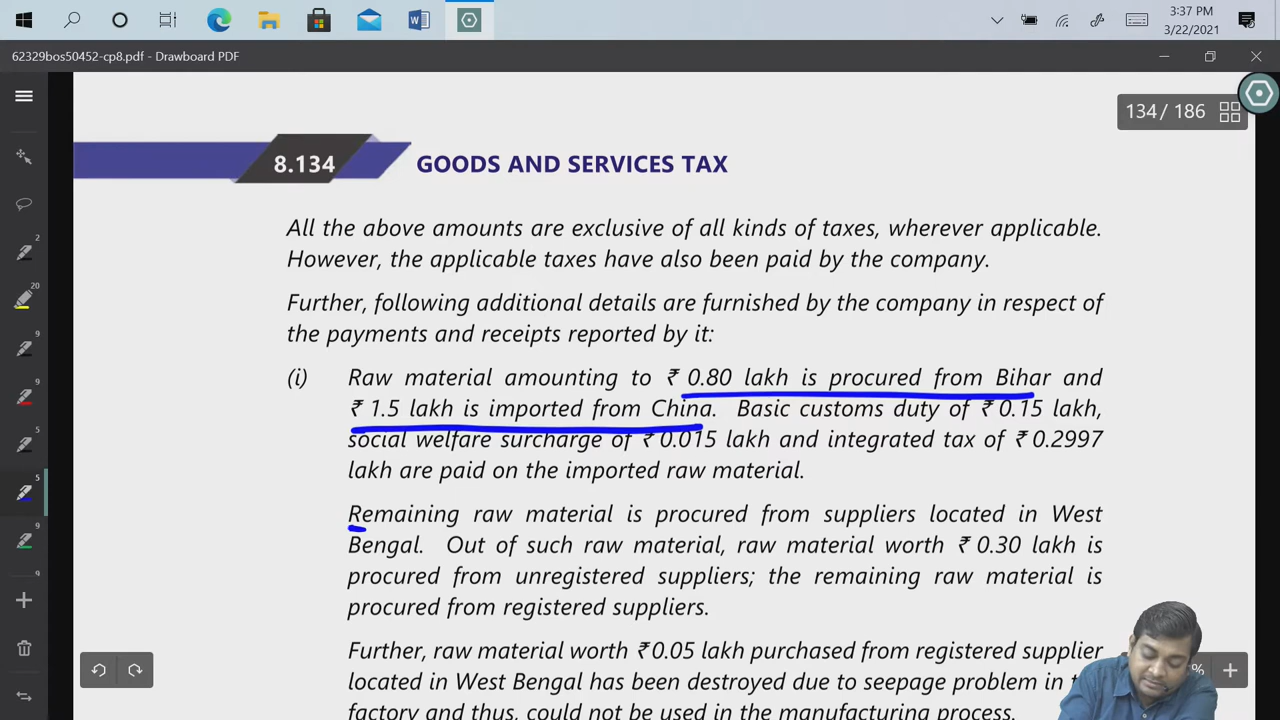 3:37 PM
3/22/2021
62329bos50452-cp8.pdf - Drawboard PDF
134 / 186
8.134 GOODS AND SERVICES TAX
All the above amounts are exclusive of all kinds of taxes, wherever applicable.
However, the applicable taxes have also been paid by the company.
Further, following additional details are furnished by the company in respect of
the payments and receipts reported by it:
(i) Raw material amounting to ₹ 0.80 lakh is procured from Bihar and
₹ 1.5 lakh is imported from China. Basic customs duty of ₹ 0.15 lakh,
social welfare surcharge of ₹ 0.015 lakh and integrated tax of ₹ 0.2997
lakh are paid on the imported raw material.
Remaining raw material is procured from suppliers located in West
Bengal. Out of such raw material, raw material worth ₹ 0.30 lakh is
procured from unregistered suppliers; the remaining raw material is
procured from registered suppliers.
Further, raw material worth ₹ 0.05 lakh purchased from registered supplier
located in West Bengal has been destroyed due to seepage problem in
factory and thus, could not be used in the manufacturing process.
2
20
9
9
5
5
9
9
%